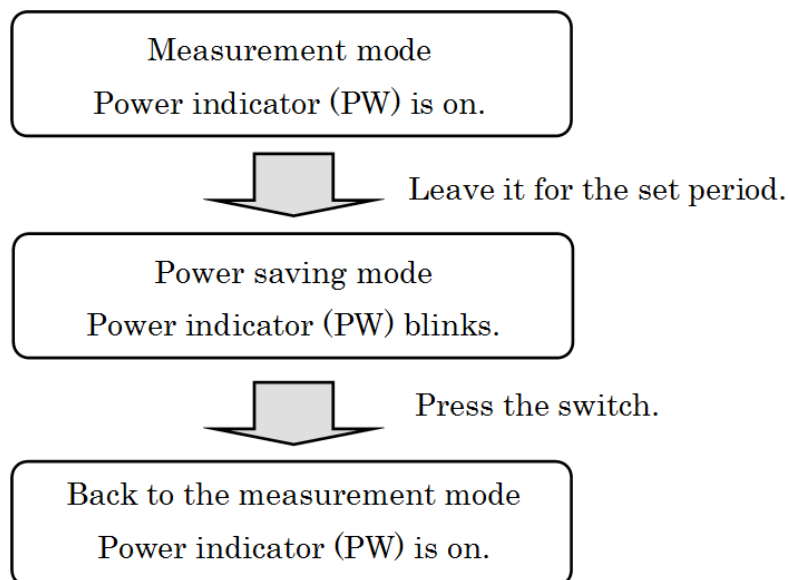 Measurement mode
Power indicator (PW) is on.
Leave it for the set period.
Power saving mode
Power indicator (PW) blinks.
Press the switch.
Back to the measurement mode
Power indicator (PW) is on.